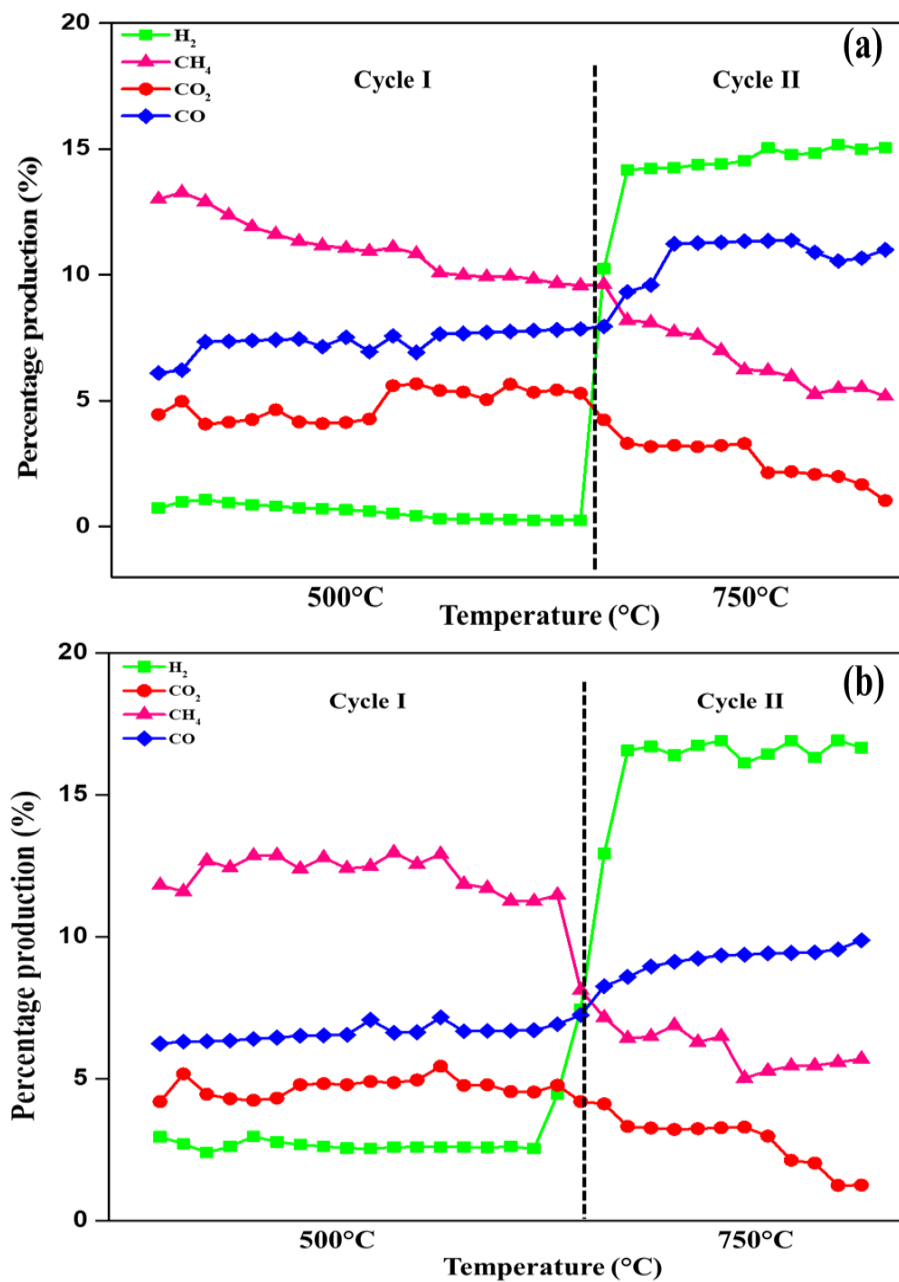 20
15
10
5
0
Percentage production (%)
H₂
CH₄
CO₂
CO
Cycle I
Cycle II
(a)
500°C
750°C
Temperature (°C)
20
15
10
5
0
Percentage production (%)
H₂
CO₂
CH₄
CO
Cycle I
Cycle II
(b)
500°C
750°C
Temperature (°C)